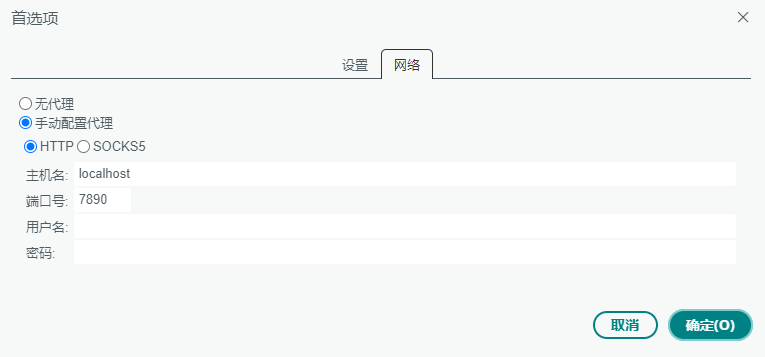 首选项
设置 网络
无代理
手动配置代理
HTTP SOCKS5
主机名: localhost
端口号: 7890
用户名:
密码:
取消 确定(O)